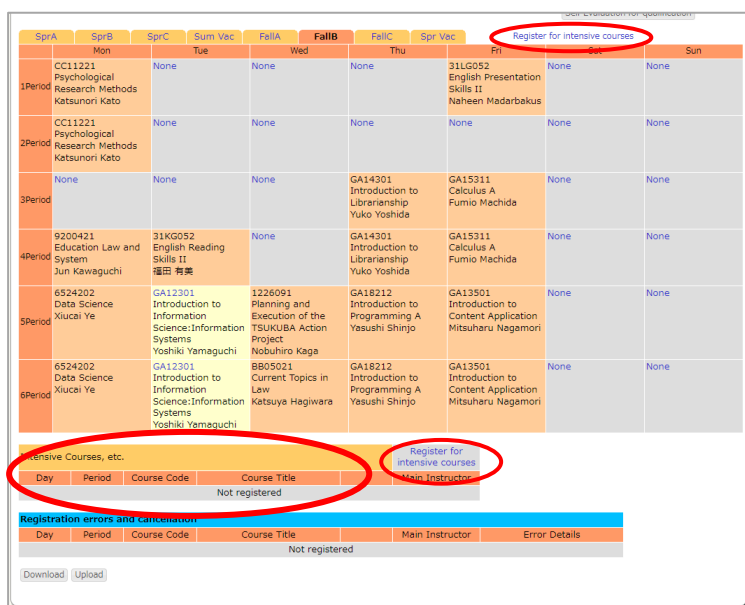 Self Evaluation for qualification
SprA SprB SprC Sum Vac FallA FallB FallC Spr Vac Register for intensive courses
Mon Tue Wed Thu Fri Sat Sun
1Period
CC11221
Psychological
Research Methods
Katsunori Kato
None
None
None
31LG052
English Presentation
Skills II
Naheen Madarbakus
None
None
2Period
CC11221
Psychological
Research Methods
Katsunori Kato
None
None
None
None
None
None
3Period
None
None
None
GA14301
Introduction to
Librarianship
Yuko Yoshida
GA15311
Calculus A
Fumio Machida
None
None
4Period
9200421
Education Law and
System
Jun Kawaguchi
31KG052
English Reading
Skills II
福田 有美
None
GA14301
Introduction to
Librarianship
Yuko Yoshida
GA15311
Calculus A
Fumio Machida
None
None
5Period
6524202
Data Science
Xiucai Ye
GA12301
Introduction to
Information
Science:Information
Systems
Yoshiki Yamaguchi
1226091
Planning and
Execution of the
TSUKUBA Action
Project
Nobuhiro Kaga
GA18212
Introduction to
Programming A
Yasushi Shinjo
GA13501
Introduction to
Content Application
Mitsuharu Nagamori
None
None
6Period
6524202
Data Science
Xiucai Ye
GA12301
Introduction to
Information
Science:Information
Systems
Yoshiki Yamaguchi
BB05021
Current Topics in
Law
Katsuya Hagiwara
GA18212
Introduction to
Programming A
Yasushi Shinjo
GA13501
Introduction to
Content Application
Mitsuharu Nagamori
None
None
Intensive Courses, etc.
Register for
intensive courses
Day Period Course Code Course Title Main Instructor
Not registered
Registration errors and cancellation
Day Period Course Code Course Title Main Instructor Error Details
Not registered
Download Upload